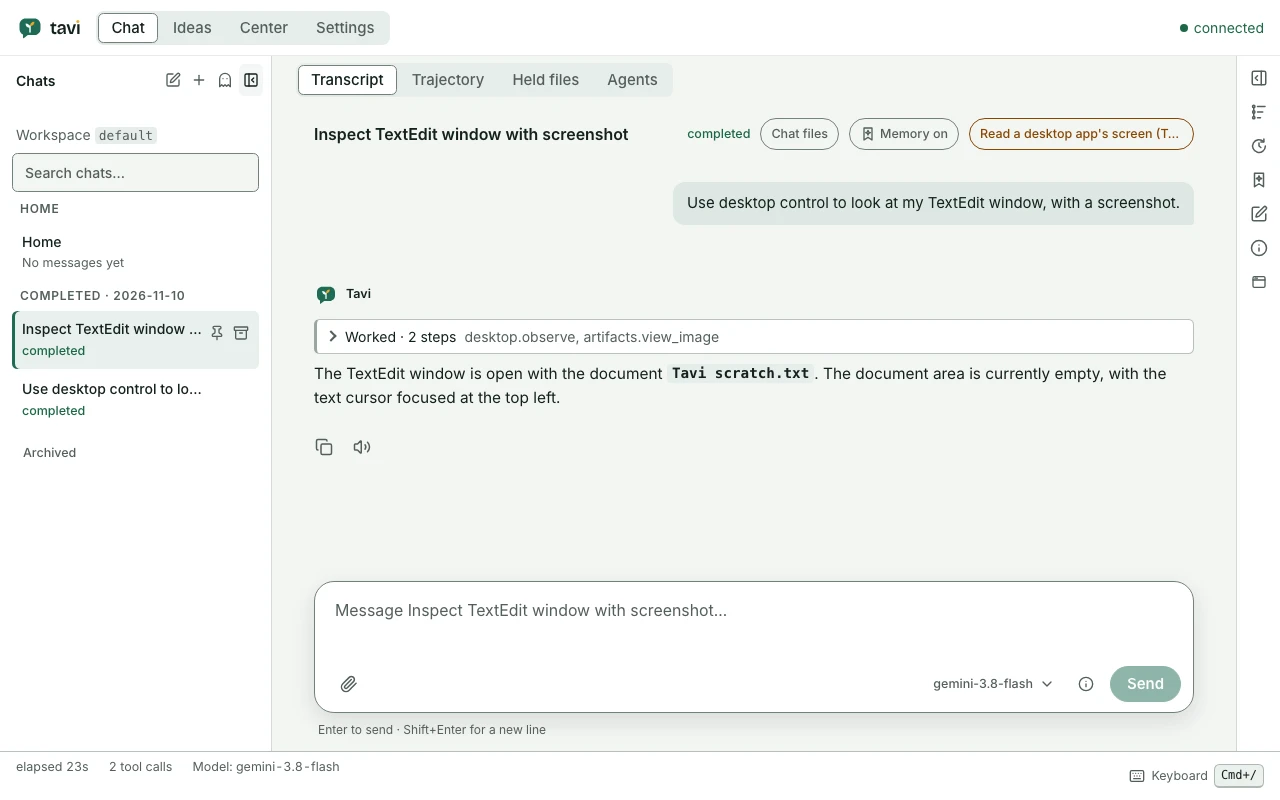 tavi
Chat
Ideas
Center
Settings
connected
Chats
Workspace default
Search chats...
HOME
Home
No messages yet
COMPLETED · 2026-11-10
Inspect TextEdit window ...
completed
Use desktop control to lo...
completed
Archived
Transcript
Trajectory
Held files
Agents
Inspect TextEdit window with screenshot
completed
Chat files
Memory on
Read a desktop app's screen (T...
Use desktop control to look at my TextEdit window, with a screenshot.
Tavi
Worked · 2 steps desktop.observe, artifacts.view_image
The TextEdit window is open with the document Tavi scratch.txt. The document area is currently empty, with the
text cursor focused at the top left.
Message Inspect TextEdit window with screenshot...
gemini-3.8-flash
Send
Enter to send · Shift+Enter for a new line
elapsed 23s
2 tool calls
Model: gemini-3.8-flash
Keyboard
Cmd+/